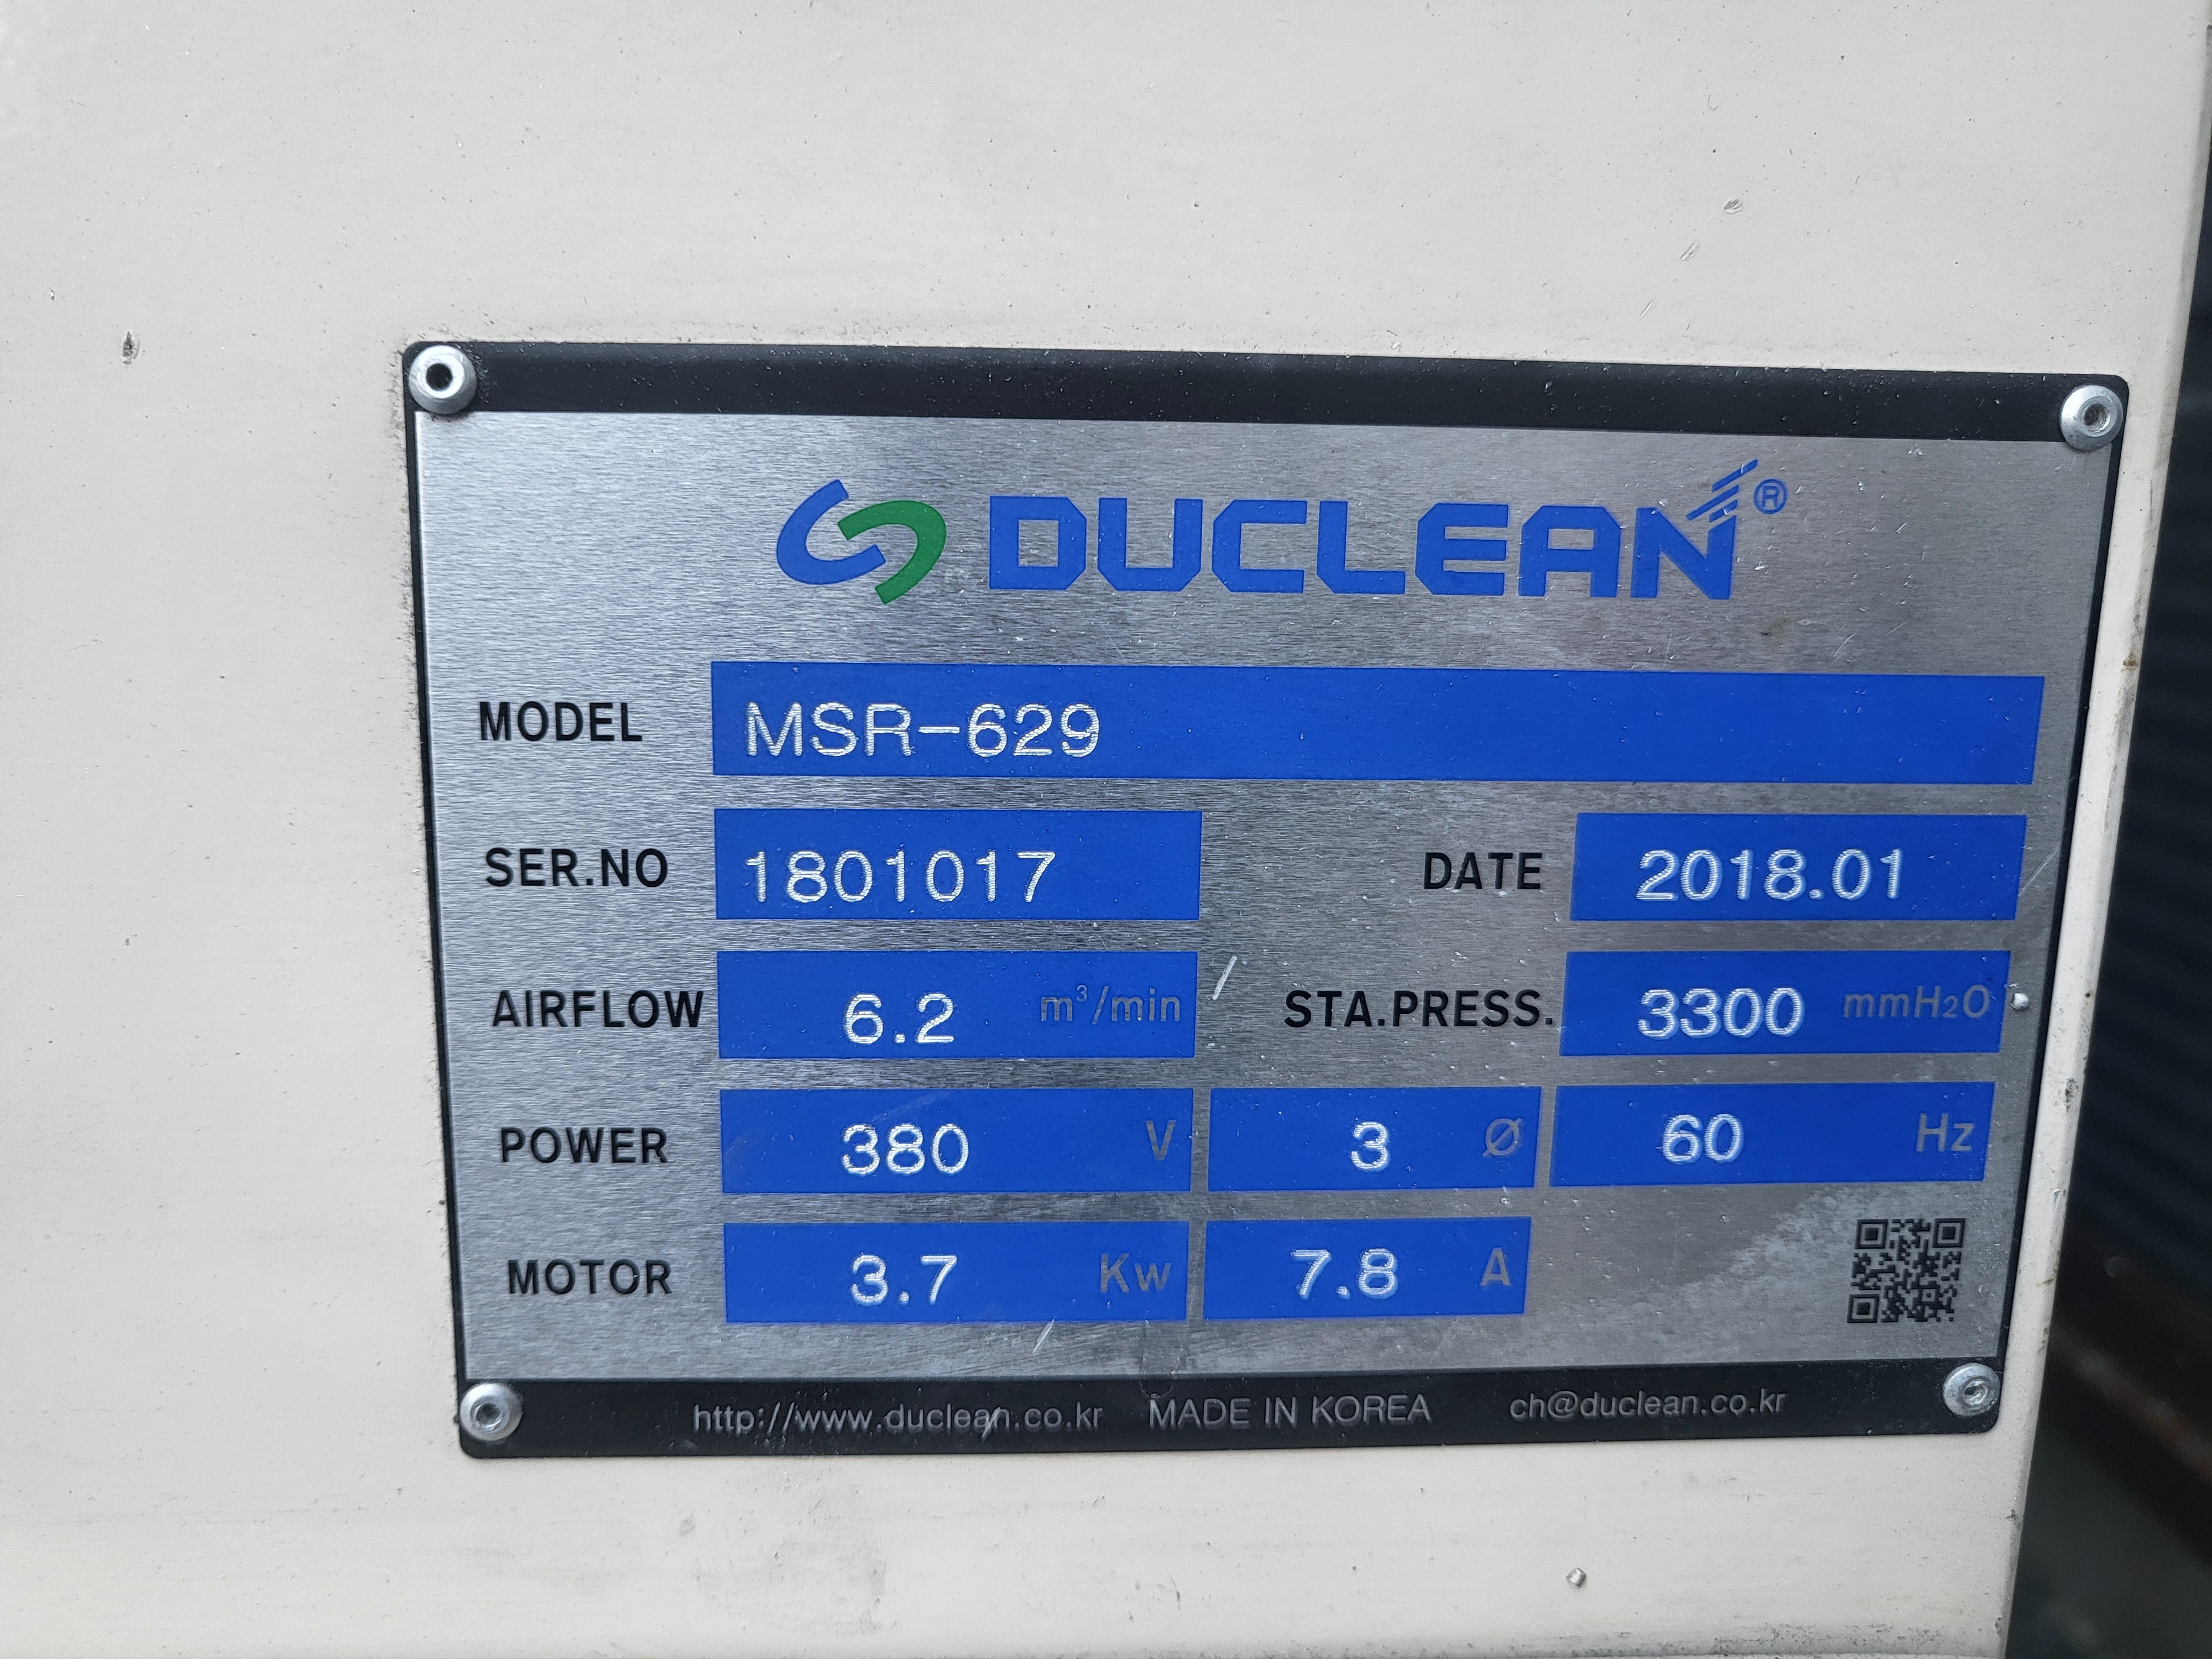 DUCLEAN®
MODEL MSR-629
SER.NO 1801017 DATE 2018.01
AIRFLOW 6.2 m³/min STA.PRESS. 3300 mmH₂O
POWER 380 V 3 Ø 60 Hz
MOTOR 3.7 Kw 7.8 A
http://www.duclean.co.kr MADE IN KOREA ch@duclean.co.kr